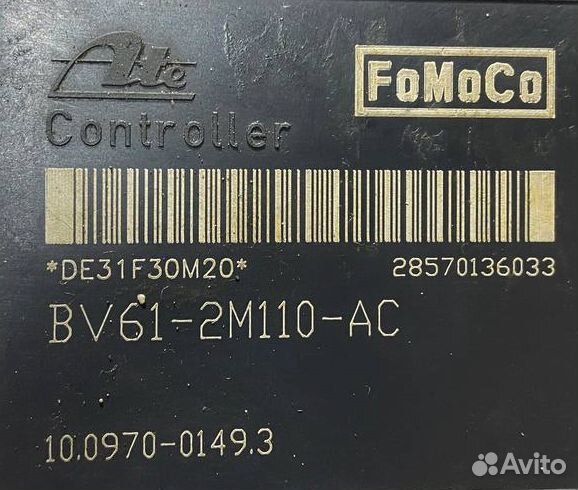 Ate
FoMoCo
Controller
*DE31F30M20*
28570136033
BV61-2M110-AC
10.0970-0149.3
Avito